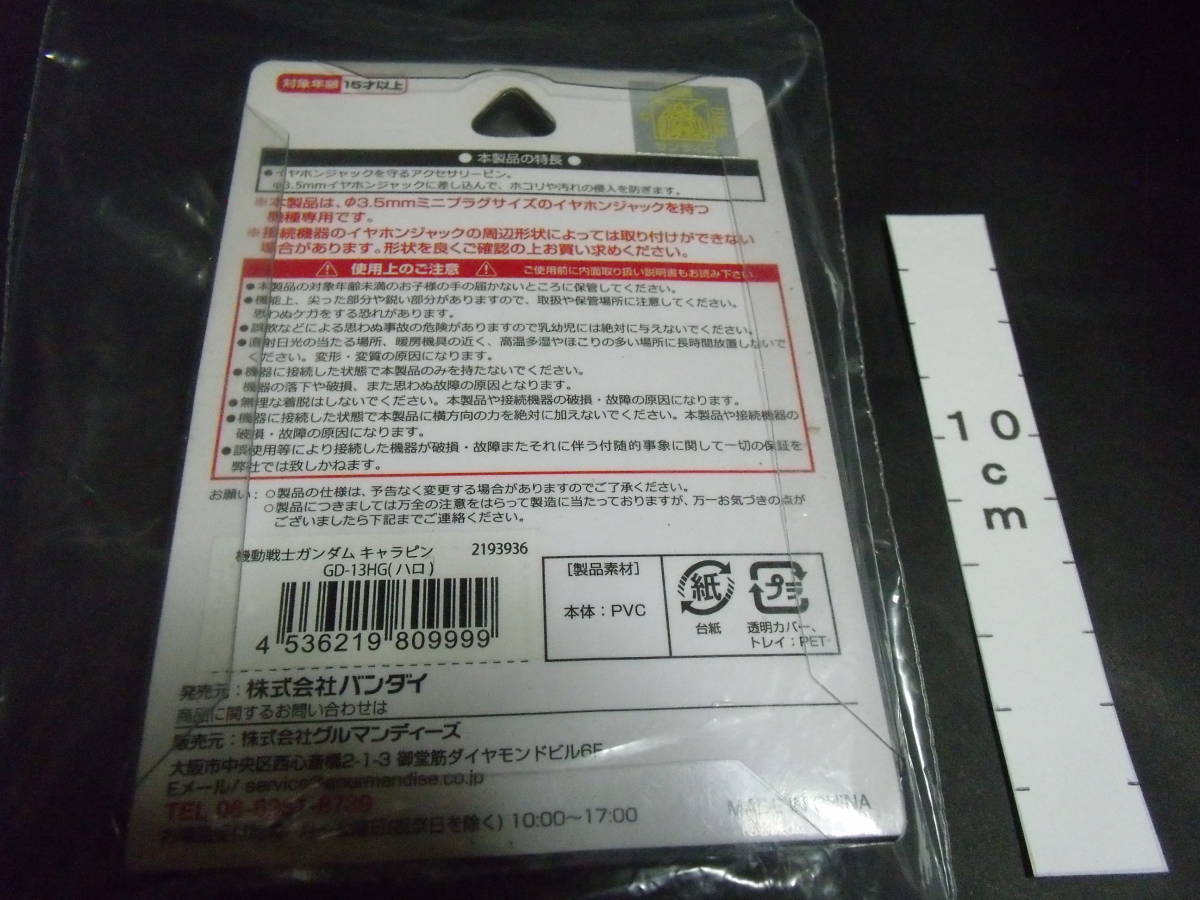 対象年齢 15才以上
● 本製品の特長 ●
●イヤホンジャックを守るアクセサリーピン。
φ3.5mmイヤホンジャックに差し込んで、ホコリや汚れの侵入を防ぎます。
※本製品は、Φ3.5mmミニプラグサイズのイヤホンジャックを持つ
機種専用です。
※接続機器のイヤホンジャックの周辺形状によっては取り付けができない
場合があります。形状を良くご確認の上お買い求めください。
使用上のご注意 ご使用前に内面取り扱い説明書もお読み下さい
●本製品の対象年齢未満のお子様の手の届かないところに保管してください。
●機能上、尖った部分や鋭い部分がありますので、取扱や保管場所に注意してください。
思わぬケガをする恐れがあります。
●誤飲などによる思わぬ事故の危険がありますので乳幼児には絶対に与えないでください。
●直射日光の当たる場所、暖房機具の近く、高温多湿やほこりの多い場所に長時間放置しないで
ください。変形・変質の原因になります。
●機器に接続した状態で本製品のみを持たないでください。
機器の落下や破損、また思わぬ故障の原因となります。
●無理な着脱はしないでください。本製品や接続機器の破損・故障の原因になります。
●機器に接続した状態で本製品に横方向の力を絶対に加えないでください。本製品や接続機器の
破損・故障の原因になります。
●誤使用等により接続した機器が破損・故障またそれに伴う付随的事象に関して一切の保証を
弊社では致しかねます。
お願い：○製品の仕様は、予告なく変更する場合がありますのでご了承ください。
○製品につきましては万全の注意をはらって製造に当たっておりますが、万一お気づきの点が
ございましたら下記までご連絡ください。
機動戦士ガンダム キャラピン 2193936
GD-13HG(ハロ)
4 536219 809999
[製品素材]
本体：PVC
紙
台紙
プラ
透明カバー、
トレイ：PET
発売元：株式会社バンダイ
商品に関するお問い合わせは
販売元：株式会社グルマンディーズ
大阪市中央区西心斎橋2-1-3 御堂筋ダイヤモンドビル6F
Eメール/ service@gourmandise.co.jp
TEL 06-6251-8739
(祝祭日を除く) 10:00〜17:00
MADE IN CHINA
10
c
m